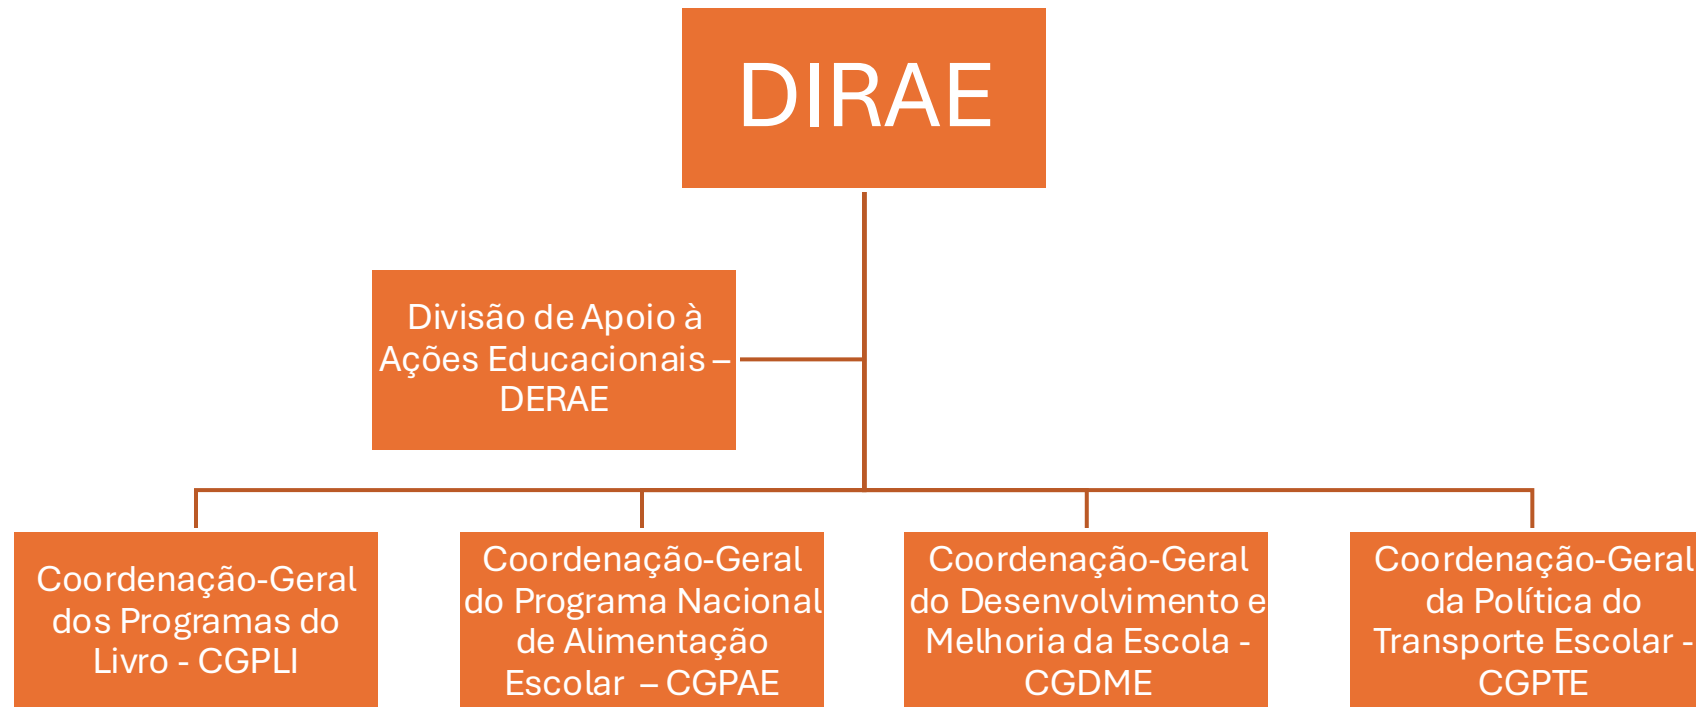 DIRAE
Divisão de Apoio à
Ações Educacionais –
DERAE
Coordenação-Geral
dos Programas do
Livro - CGPLI
Coordenação-Geral
do Programa Nacional
de Alimentação
Escolar – CGPAE
Coordenação-Geral
do Desenvolvimento e
Melhoria da Escola -
CGDME
Coordenação-Geral
da Política do
Transporte Escolar -
CGPTE